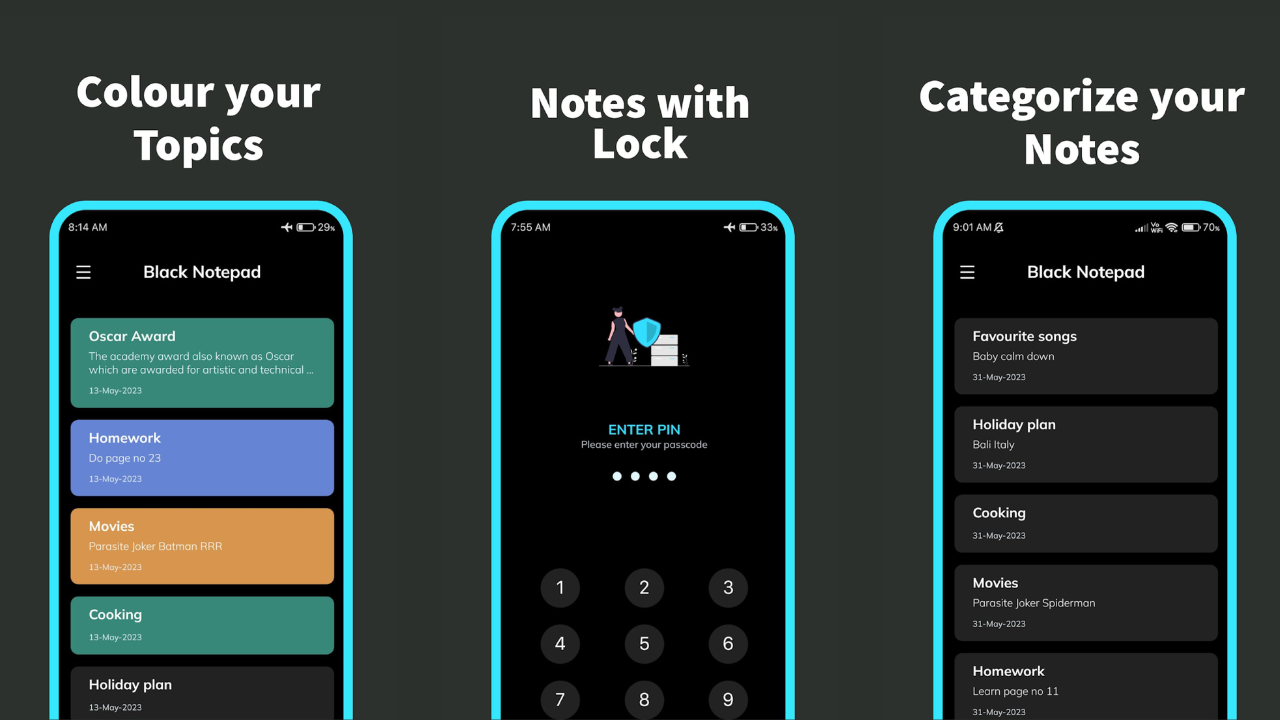 Colour your
Topics
8:14 AM
29%
Black Notepad
Oscar Award
The academy award also known as Oscar
which are awarded for artistic and technical ...
13-May-2023
Homework
Do page no 23
13-May-2023
Movies
Parasite Joker Batman RRR
13-May-2023
Cooking
13-May-2023
Holiday plan
13-May-2023
Notes with
Lock
7:55 AM
33%
ENTER PIN
Please enter your passcode
1 2 3
4 5 6
7 8 9
Categorize your
Notes
9:01 AM
Vo
WiFi
70%
Black Notepad
Favourite songs
Baby calm down
31-May-2023
Holiday plan
Bali Italy
31-May-2023
Cooking
31-May-2023
Movies
Parasite Joker Spiderman
31-May-2023
Homework
Learn page no 11
31-May-2023